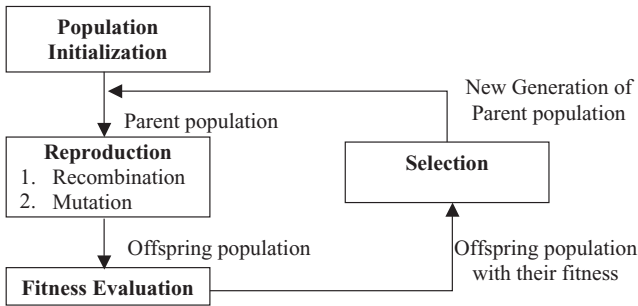 Population
Initialization
New Generation of
Parent population
Parent population
Reproduction
1. Recombination
2. Mutation
Selection
Offspring population
Offspring population
with their fitness
Fitness Evaluation